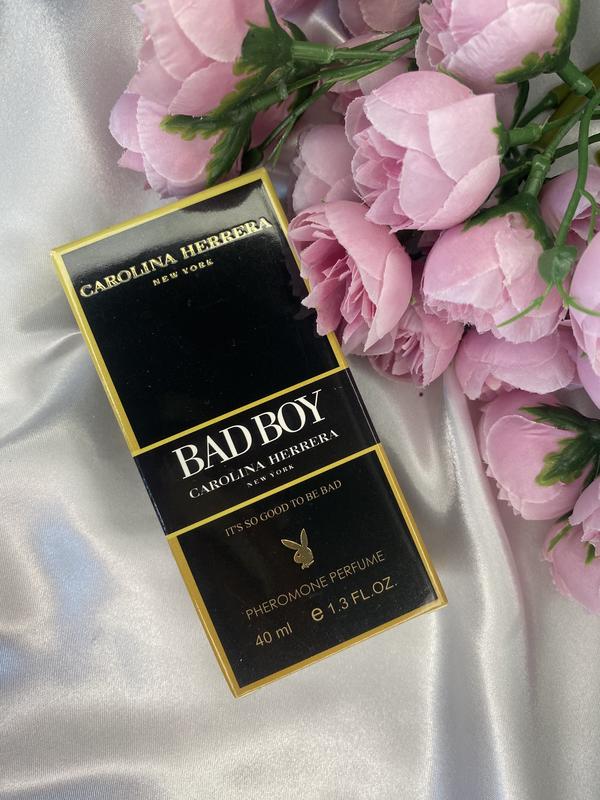 CAROLINA HERRERA
NEW YORK
BAD BOY
CAROLINA HERRERA
NEW YORK
IT'S SO GOOD TO BE BAD
PHEROMONE PERFUME
40 ml e 1.3 FL.OZ.